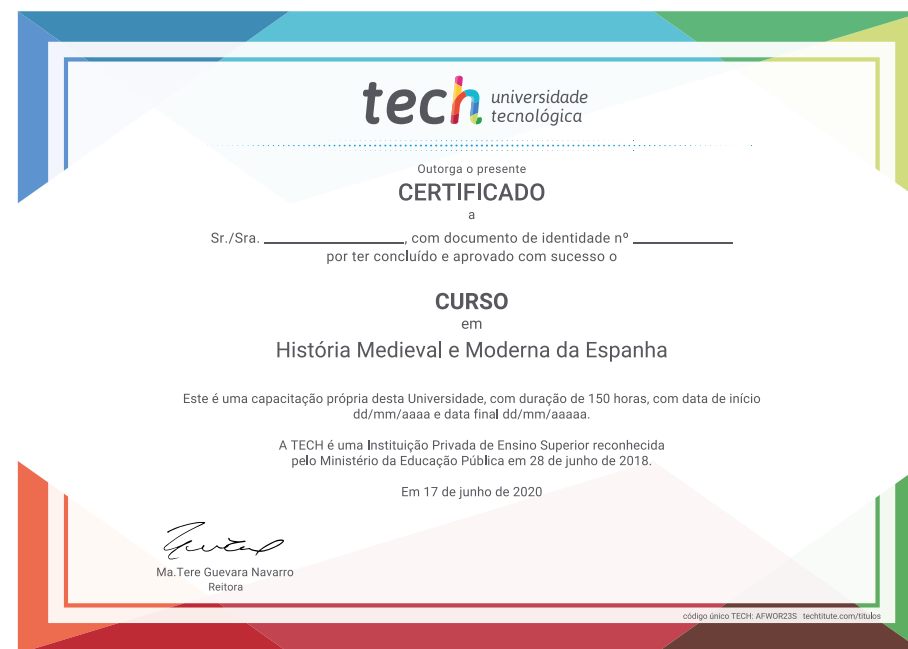 tech universidade
tecnológica
Outorga o presente
CERTIFICADO
a
Sr./Sra. ________________, com documento de identidade nº ____________
por ter concluído e aprovado com sucesso o
CURSO
em
História Medieval e Moderna da Espanha
Este é uma capacitação própria desta Universidade, com duração de 150 horas, com data de início
dd/mm/aaaa e data final dd/mm/aaaaa.
A TECH é uma Instituição Privada de Ensino Superior reconhecida
pelo Ministério da Educação Pública em 28 de junho de 2018.
Em 17 de junho de 2020
Ma.Tere Guevara Navarro
Reitora
código único TECH: AFWOR23S techtitute.com/titulos